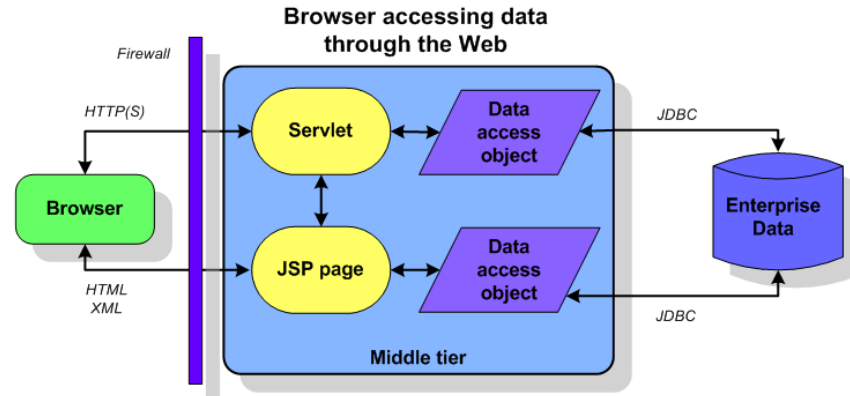 Browser accessing data
through the Web
Firewall
HTTP(S)
Servlet
Data
access
object
JDBC
Browser
Enterprise
Data
JSP page
Data
access
object
HTML
XML
JDBC
Middle tier